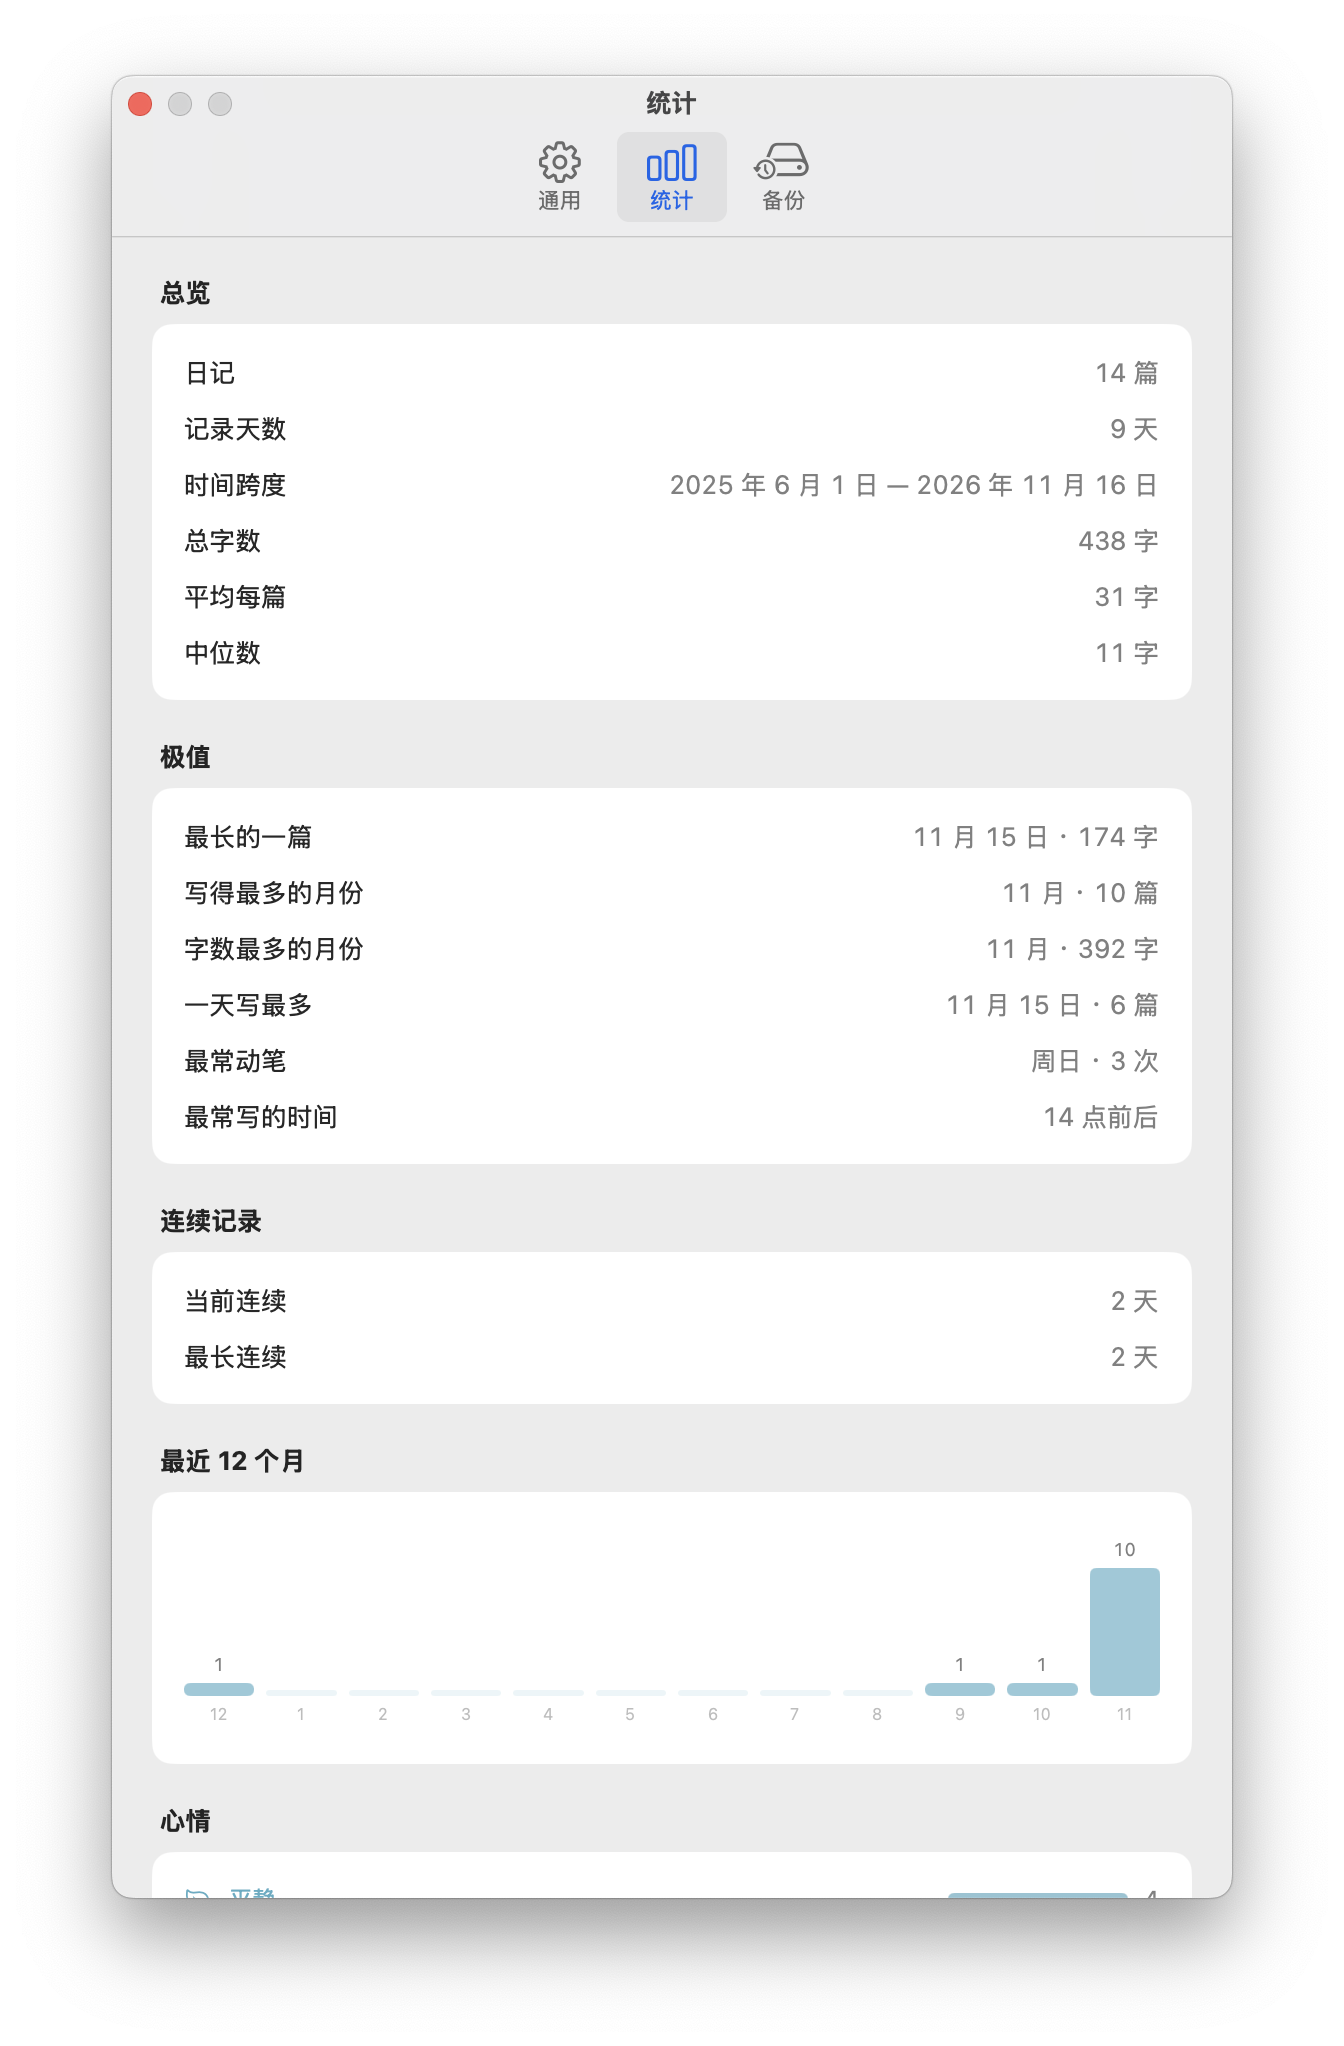 统计
通用 统计 备份
总览
日记 14 篇
记录天数 9 天
时间跨度 2025 年 6 月 1 日 — 2026 年 11 月 16 日
总字数 438 字
平均每篇 31 字
中位数 11 字
极值
最长的一篇 11 月 15 日 · 174 字
写得最多的月份 11 月 · 10 篇
字数最多的月份 11 月 · 392 字
一天写最多 11 月 15 日 · 6 篇
最常动笔 周日 · 3 次
最常写的时间 14 点前后
连续记录
当前连续 2 天
最长连续 2 天
最近 12 个月
1 1 1 10
12 1 2 3 4 5 6 7 8 9 10 11
心情
平静 4